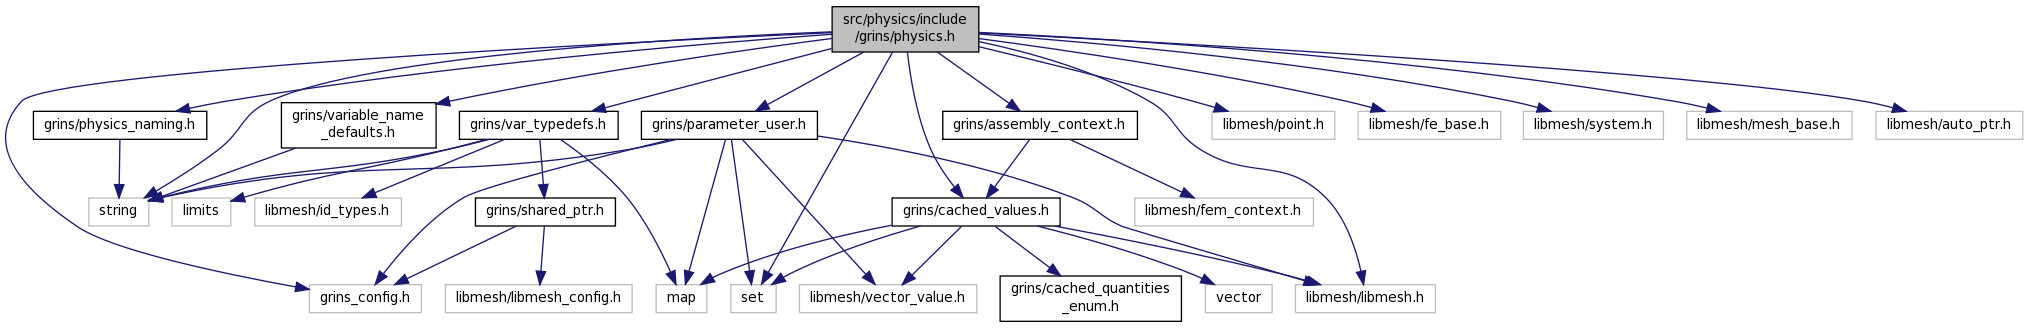 src/physics/include
/grins/physics.h
grins/physics_naming.h
grins/variable_name
_defaults.h
grins/var_typedefs.h
grins/parameter_user.h
grins/assembly_context.h
libmesh/point.h
libmesh/fe_base.h
libmesh/system.h
libmesh/mesh_base.h
libmesh/auto_ptr.h
string
limits
libmesh/id_types.h
grins/shared_ptr.h
grins/cached_values.h
libmesh/fem_context.h
grins_config.h
libmesh/libmesh_config.h
map
set
libmesh/vector_value.h
grins/cached_quantities
_enum.h
vector
libmesh/libmesh.h